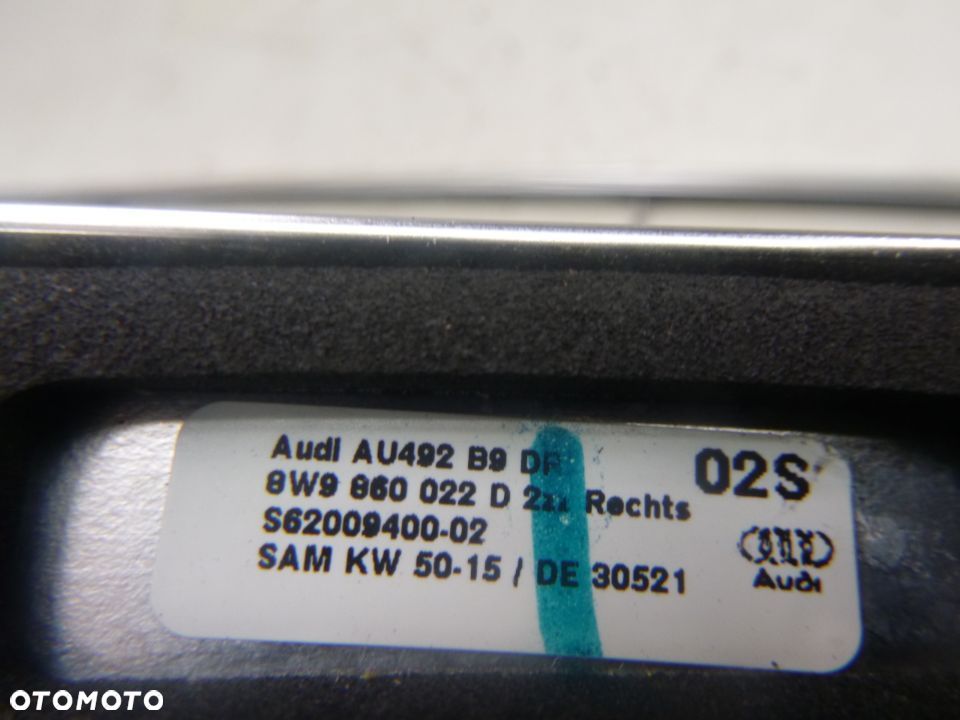 Audi AU492 B9 DR
02S
8W9 860 022 D 2zz Rechts
S62009400-02
SAM KW 50-15 / DE 30521
Audi
OTOMOTO